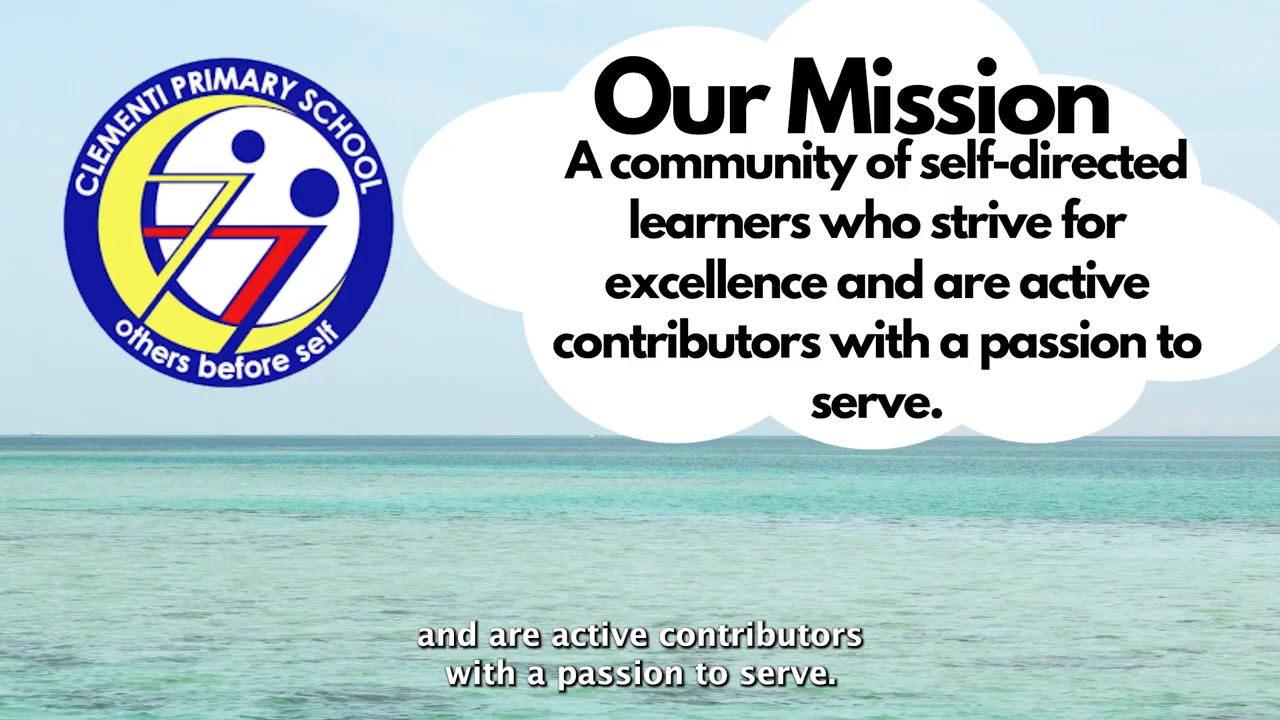 CLEMENTI PRIMARY SCHOOL
others before self
Our Mission
A community of self-directed
learners who strive for
excellence and are active
contributors with a passion to
serve.
and are active contributors
with a passion to serve.